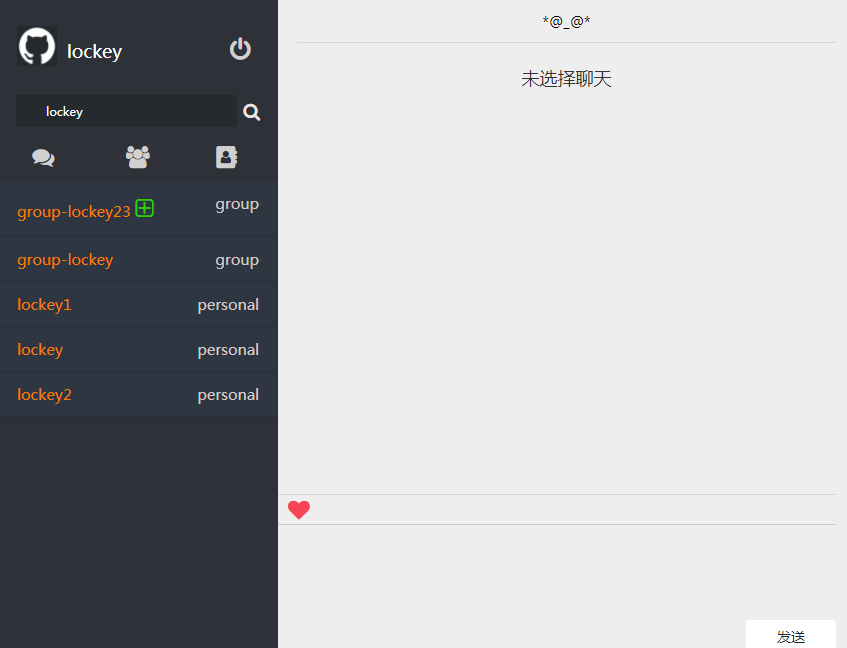 lockey
lockey
group-lockey23 group
group-lockey group
lockey1 personal
lockey personal
lockey2 personal
*@_@*
未选择聊天
发送